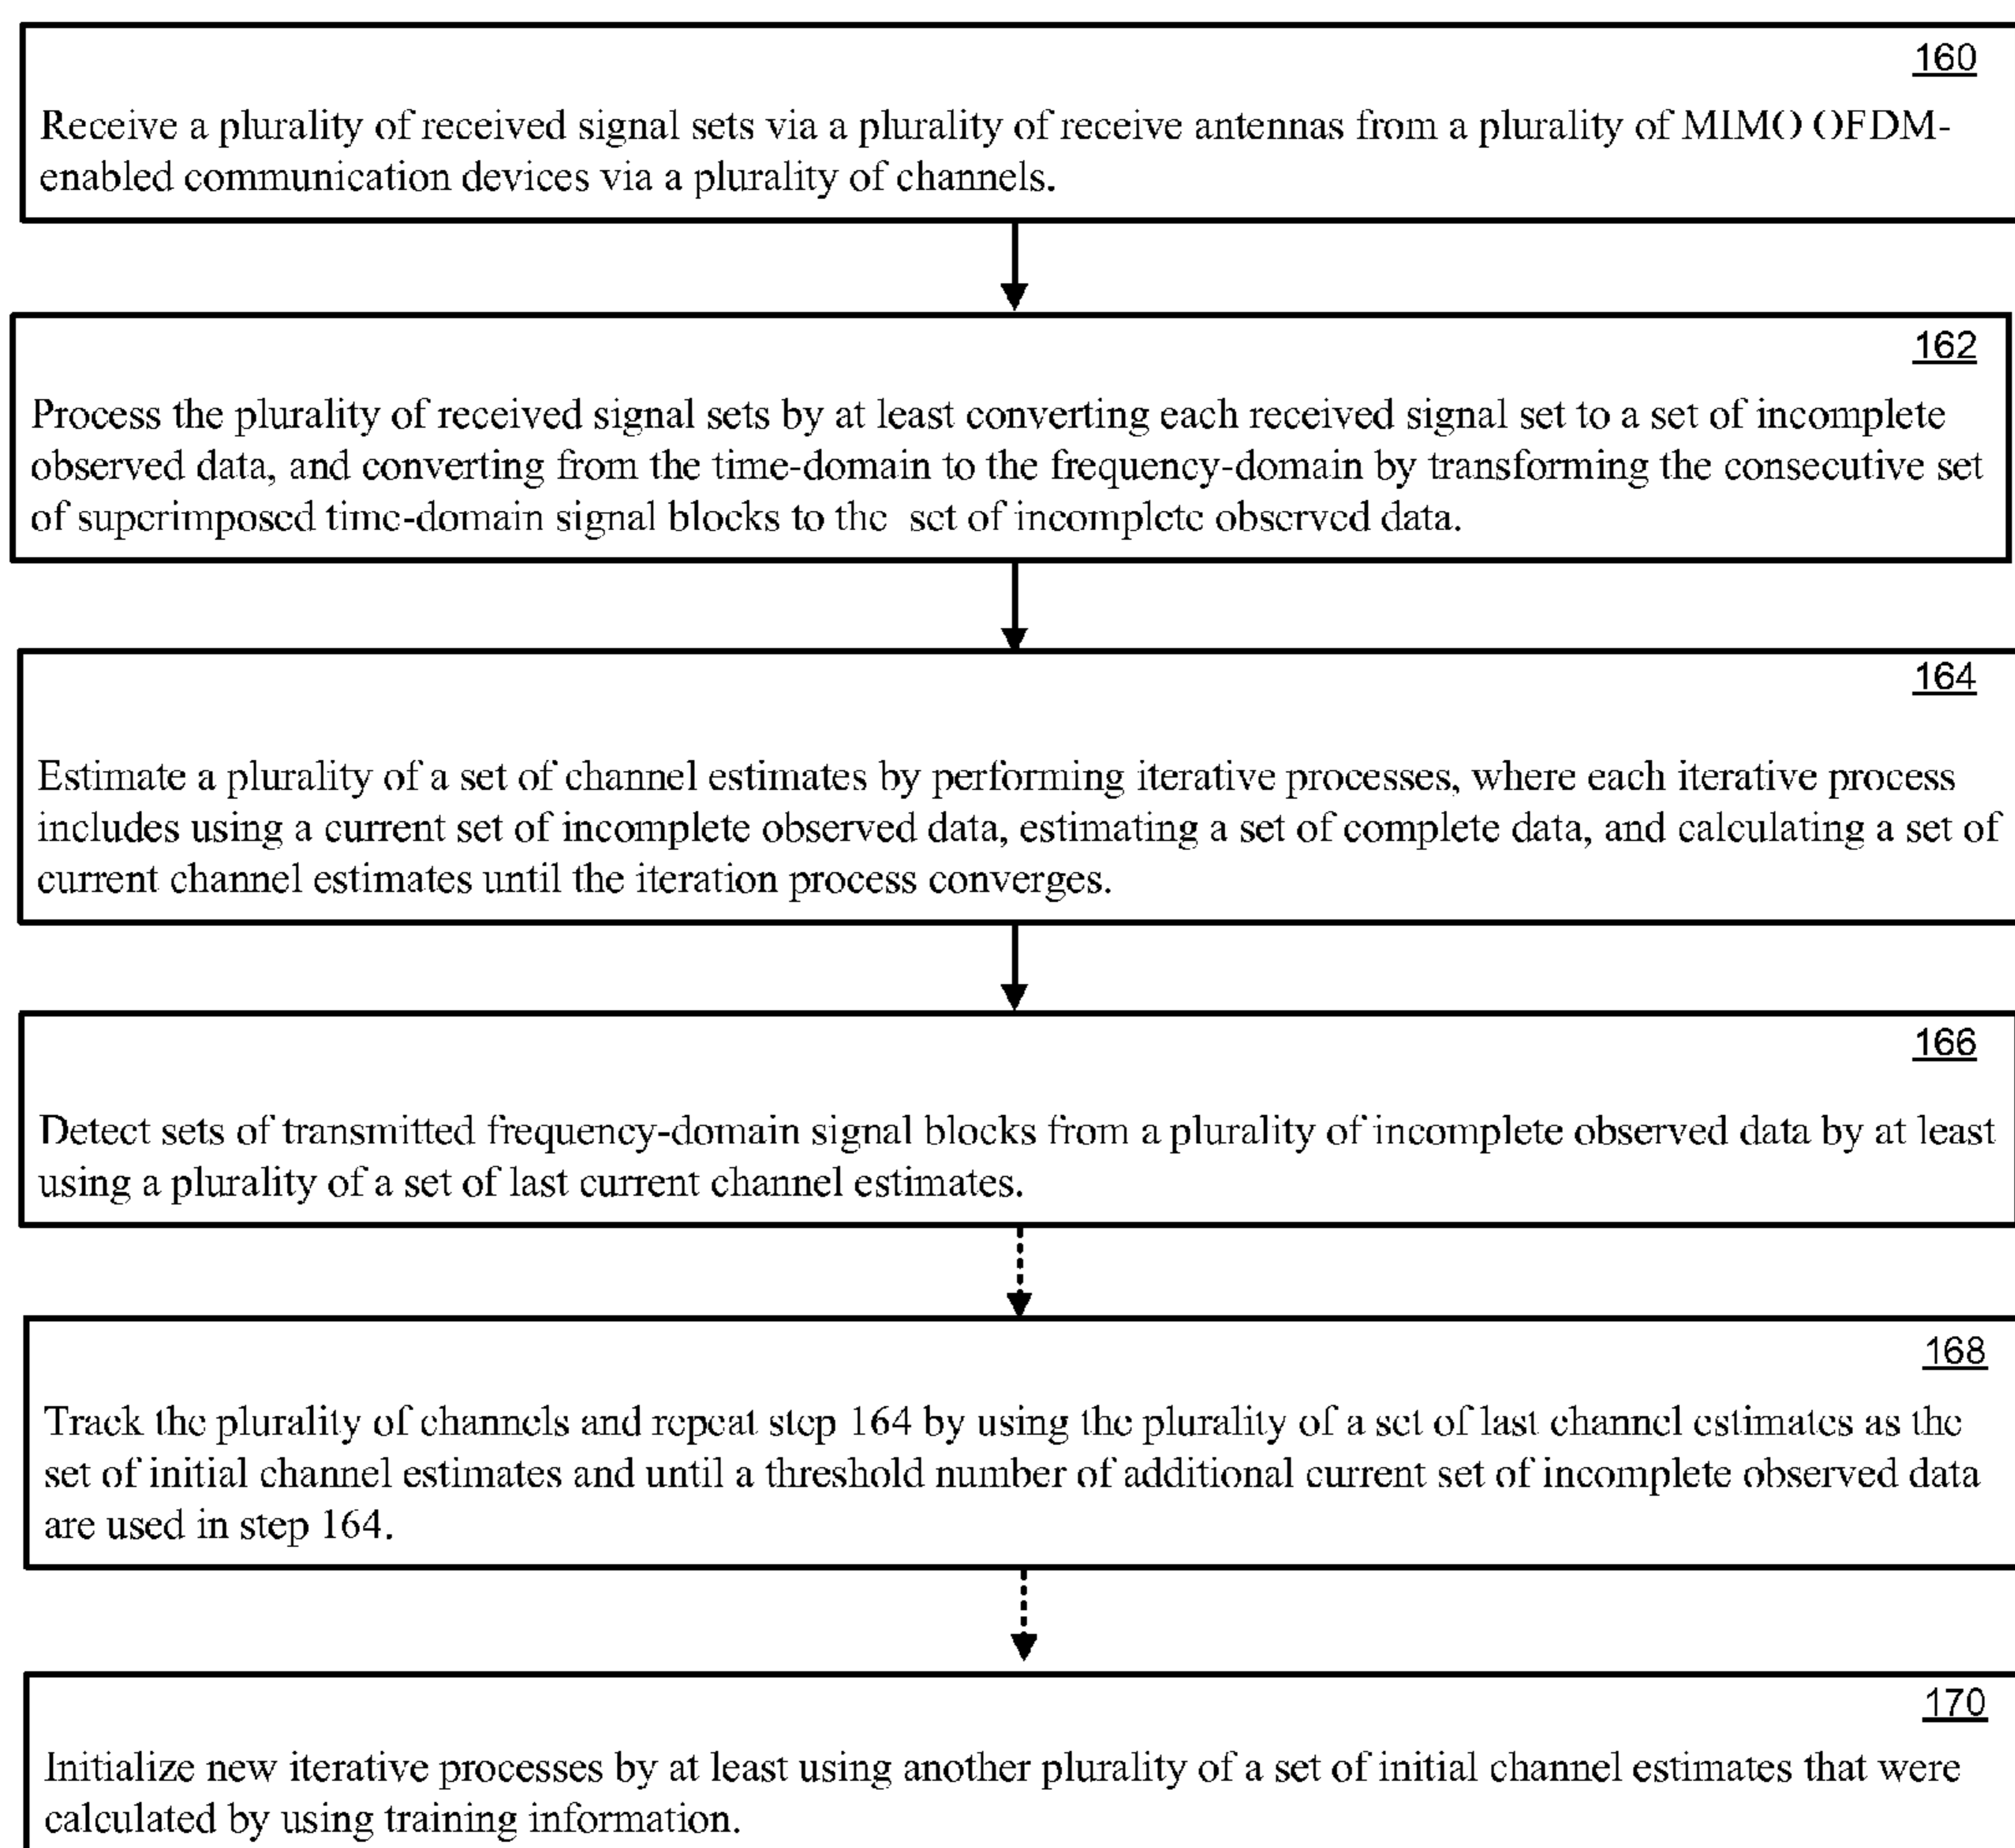 160
Receive a plurality of received signal sets via a plurality of receive antennas from a plurality of MIMO OFDM-
enabled communication devices via a plurality of channels.
162
Process the plurality of received signal sets by at least converting each received signal set to a set of incomplete
observed data, and converting from the time-domain to the frequency-domain by transforming the consecutive set
of superimposed time-domain signal blocks to the set of incomplete observed data.
164
Estimate a plurality of a set of channel estimates by performing iterative processes, where each iterative process
includes using a current set of incomplete observed data, estimating a set of complete data, and calculating a set of
current channel estimates until the iteration process converges.
166
Detect sets of transmitted frequency-domain signal blocks from a plurality of incomplete observed data by at least
using a plurality of a set of last current channel estimates.
168
Track the plurality of channels and repeat step 164 by using the plurality of a set of last channel estimates as the
set of initial channel estimates and until a threshold number of additional current set of incomplete observed data
are used in step 164.
170
Initialize new iterative processes by at least using another plurality of a set of initial channel estimates that were
calculated by using training information.